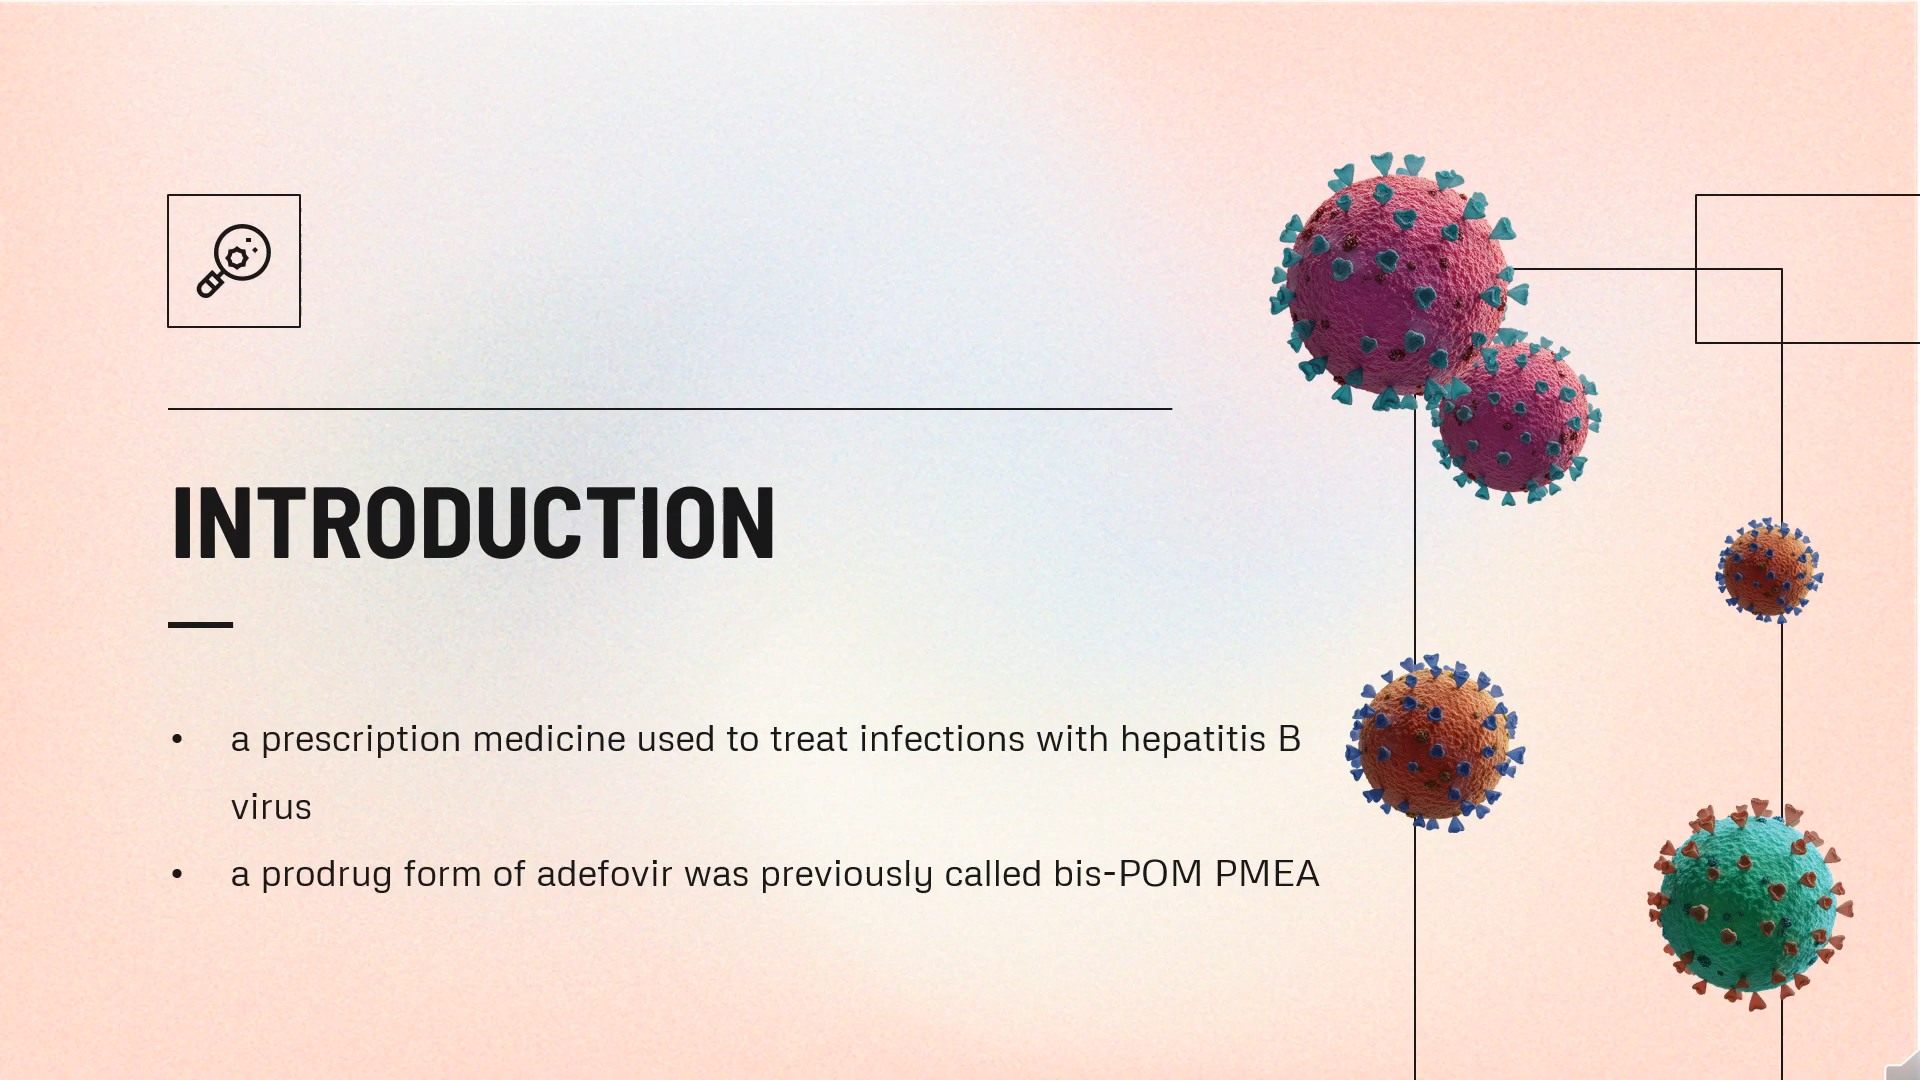 INTRODUCTION
• a prescription medicine used to treat infections with hepatitis B
virus
• a prodrug form of adefovir was previously called bis-POM PMEA